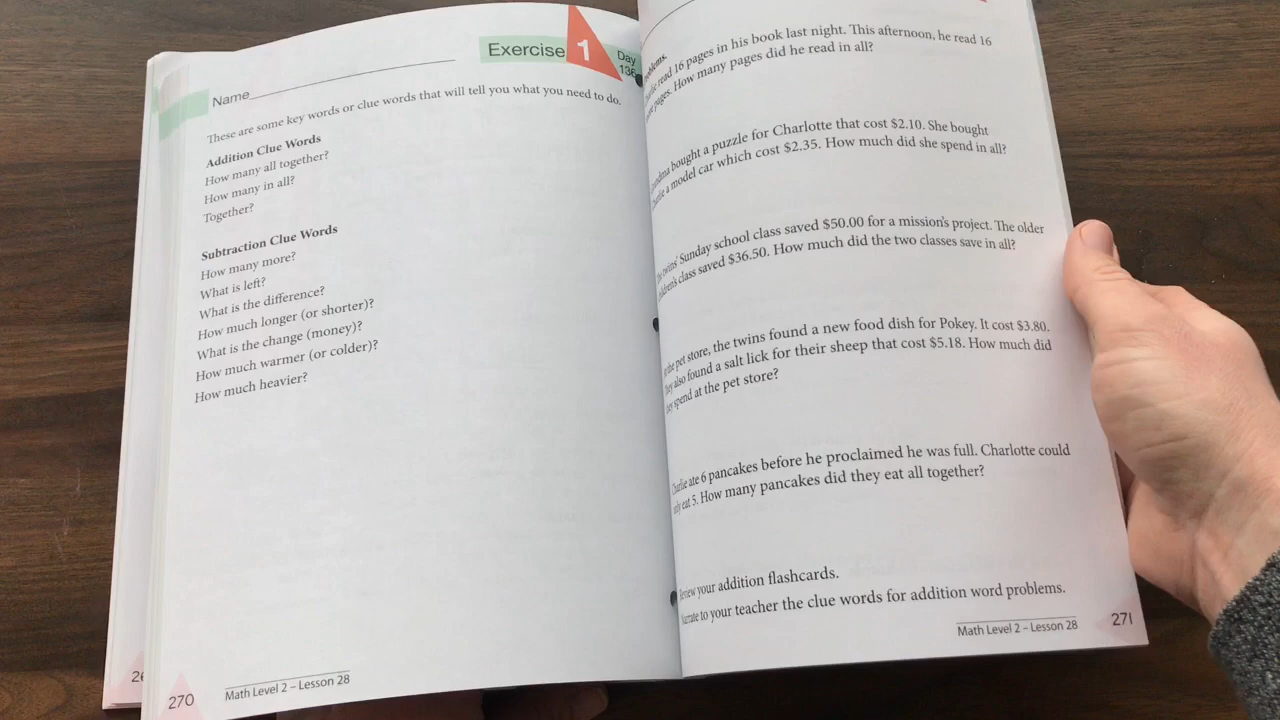 Exercise 1 Day 136
Name
These are some key words or clue words that will tell you what you need to do.
Addition Clue Words
How many all together?
How many in all?
Together?
Subtraction Clue Words
How many more?
What is left?
What is the difference?
How much longer (or shorter)?
What is the change (money)?
How much warmer (or colder)?
How much heavier?
270
Math Level 2 – Lesson 28
read 16 pages in his book last night. This afternoon, he read 16
pages. How many pages did he read in all?
bought a puzzle for Charlotte that cost $2.10. She bought
a model car which cost $2.35. How much did she spend in all?
twins' Sunday school class saved $50.00 for a mission's project. The older
class saved $36.50. How much did the two classes save in all?
the pet store, the twins found a new food dish for Pokey. It cost $3.80.
They also found a salt lick for their sheep that cost $5.18. How much did
they spend at the pet store?
Charlie ate 6 pancakes before he proclaimed he was full. Charlotte could
only eat 5. How many pancakes did they eat all together?
Review your addition flashcards.
Narrate to your teacher the clue words for addition word problems.
Math Level 2 – Lesson 28
271